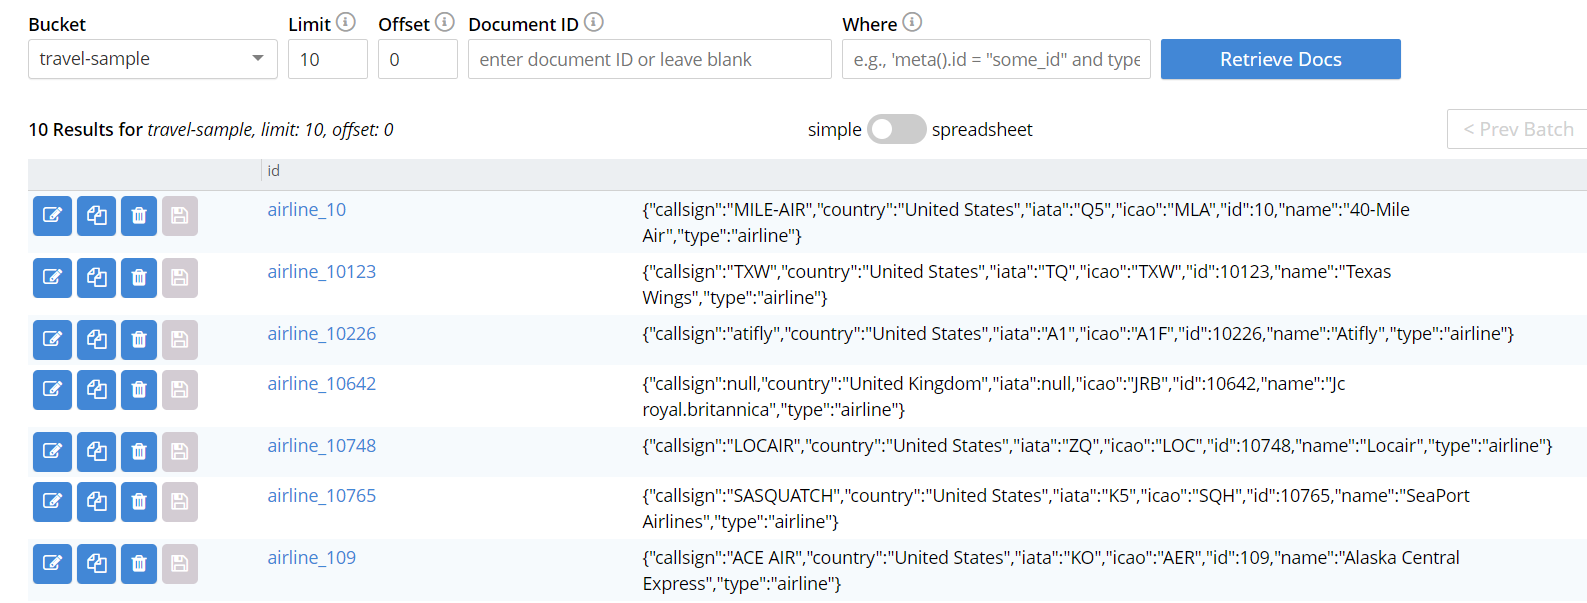 Bucket Limit Offset Document ID Where
travel-sample 10 0 enter document ID or leave blank e.g., 'meta().id = "some_id" and type Retrieve Docs
10 Results for travel-sample, limit: 10, offset: 0 simple spreadsheet < Prev Batch
id
airline_10 {"callsign":"MILE-AIR","country":"United States","iata":"Q5","icao":"MLA","id":10,"name":"40-Mile
Air","type":"airline"}
airline_10123 {"callsign":"TXW","country":"United States","iata":"TQ","icao":"TXW","id":10123,"name":"Texas
Wings","type":"airline"}
airline_10226 {"callsign":"atifly","country":"United States","iata":"A1","icao":"A1F","id":10226,"name":"Atifly","type":"airline"}
airline_10642 {"callsign":null,"country":"United Kingdom","iata":null,"icao":"JRB","id":10642,"name":"Jc
royal.britannica","type":"airline"}
airline_10748 {"callsign":"LOCAIR","country":"United States","iata":"ZQ","icao":"LOC","id":10748,"name":"Locair","type":"airline"}
airline_10765 {"callsign":"SASQUATCH","country":"United States","iata":"K5","icao":"SQH","id":10765,"name":"SeaPort
Airlines","type":"airline"}
airline_109 {"callsign":"ACE AIR","country":"United States","iata":"KO","icao":"AER","id":109,"name":"Alaska Central
Express","type":"airline"}